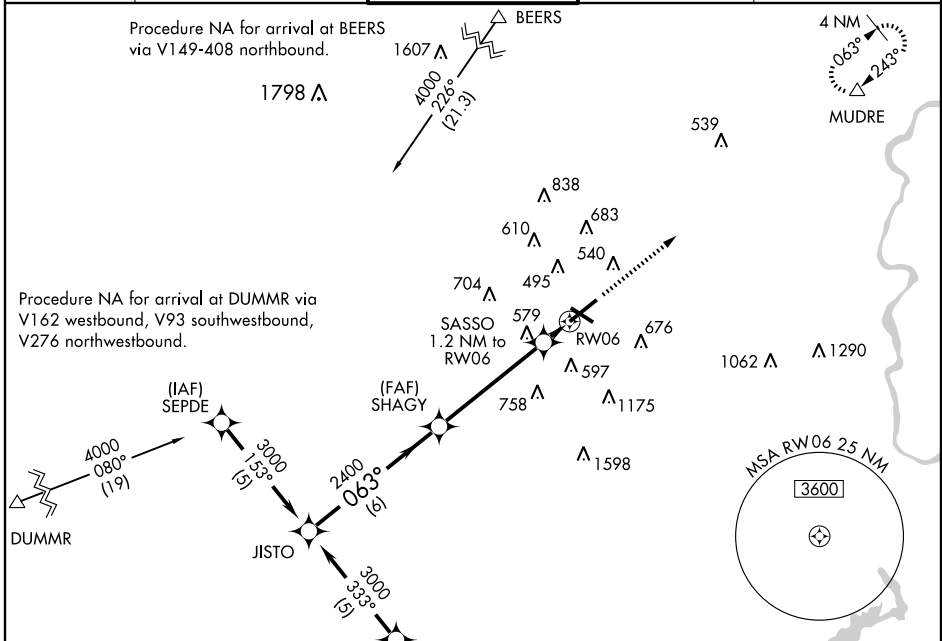 Procedure NA for arrival at BEERS
via V149-408 northbound.
1607
BEERS
4000
226°
(21.3)
1798
4 NM
063°
243°
MUDRE
539
838
683
610
540
495
704
Procedure NA for arrival at DUMMR via
V162 westbound, V93 southwestbound,
V276 northwestbound.
579
SASSO
1.2 NM to
RW06
RW06
676
597
1062
1290
(IAF)
SEPDE
(FAF)
SHAGY
758
1175
1598
4000
080°
(19)
DUMMR
3000
153°
(5)
2400
063°
(6)
JISTO
3000
333°
(5)
MSA RW06 25 NM
3600